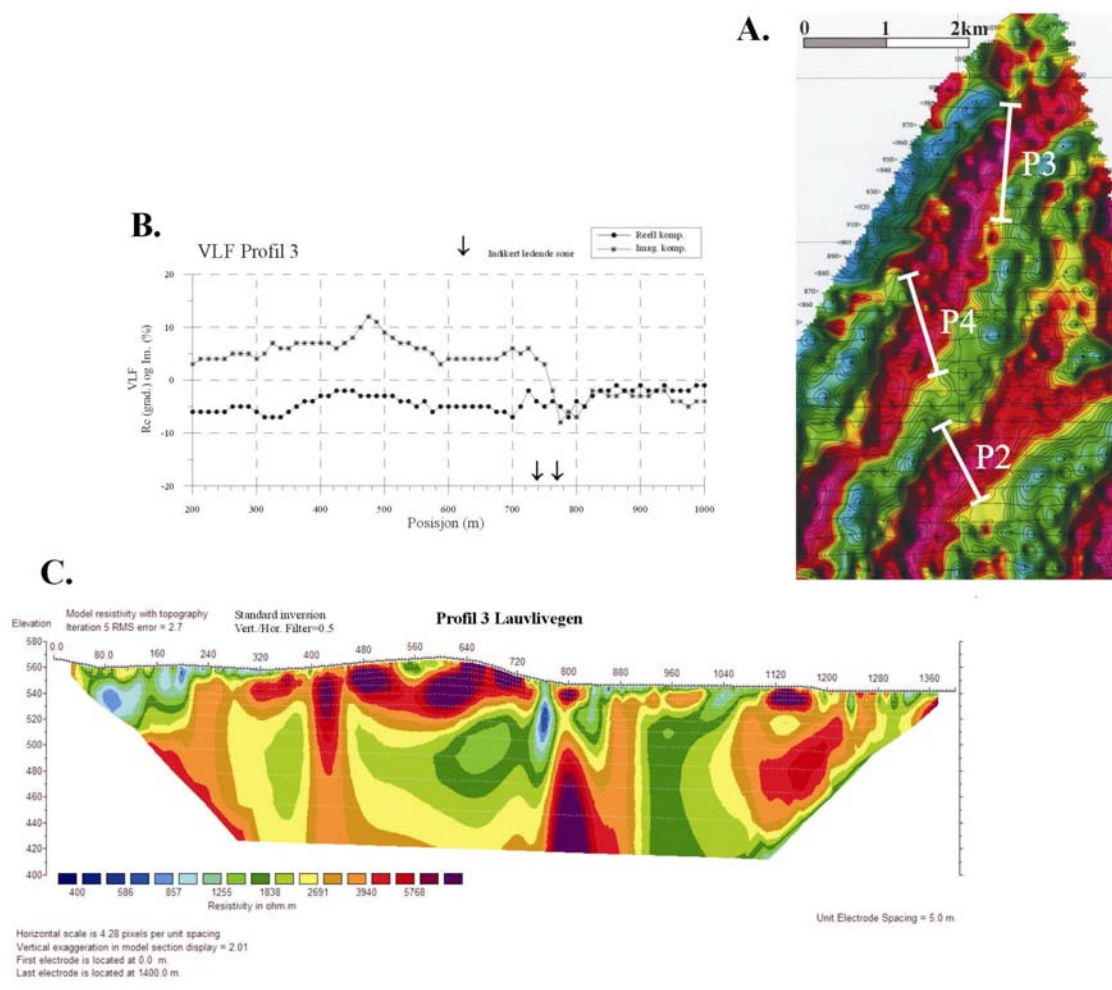 A.
0 1 2km
P3
P4
P2
B.
VLF Profil 3
Indikert ledende sone
Reell komp.
Imag. komp.
VLF
Re (grad.) og Im. (%)
20
10
0
-10
-20
200 300 400 500 600 700 800 900 1000
Posisjon (m)
C.
Model resistivity with topography
Iteration 5 RMS error = 2.7
Standard inversion
Vert./Hor. Filter=0.5
Profil 3 Lauvlivegen
Elevation
580
560
540
520
500
480
460
440
420
400
0.0 80.0 160 240 320 400 480 560 640 720 800 880 960 1040 1120 1200 1280 1360
400 586 857 1255 1838 2691 3940 5768
Resistivity in ohm.m
Unit Electrode Spacing = 5.0 m.
Horizontal scale is 4.28 pixels per unit spacing
Vertical exaggeration in model section display = 2.01
First electrode is located at 0.0 m.
Last electrode is located at 1400.0 m.